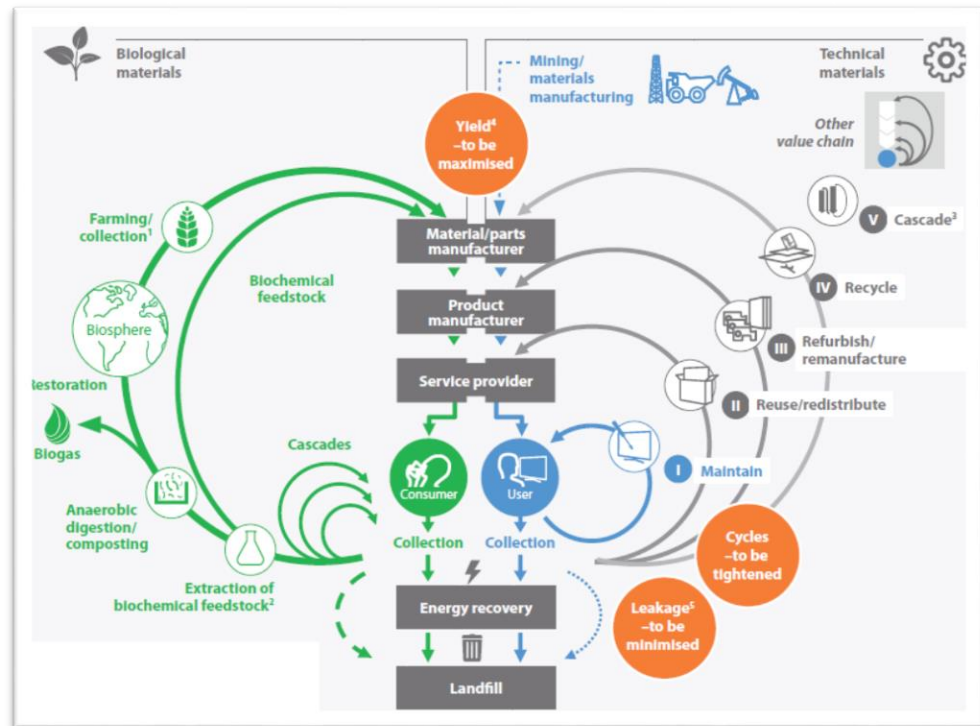 Biological
materials
Mining/
materials
manufacturing
Technical
materials
Yield⁴
–to be
maximised
Other
value chain
Farming/
collection¹
Material/parts
manufacturer
V Cascade³
Biochemical
feedstock
IV Recycle
Biosphere
Product
manufacturer
III Refurbish/
remanufacture
Restoration
Service provider
II Reuse/redistribute
Biogas
Cascades
Consumer
User
I Maintain
Anaerobic
digestion/
composting
Collection
Collection
Cycles
–to be
tightened
Extraction of
biochemical feedstock²
Energy recovery
Leakage⁵
–to be
minimised
Landfill